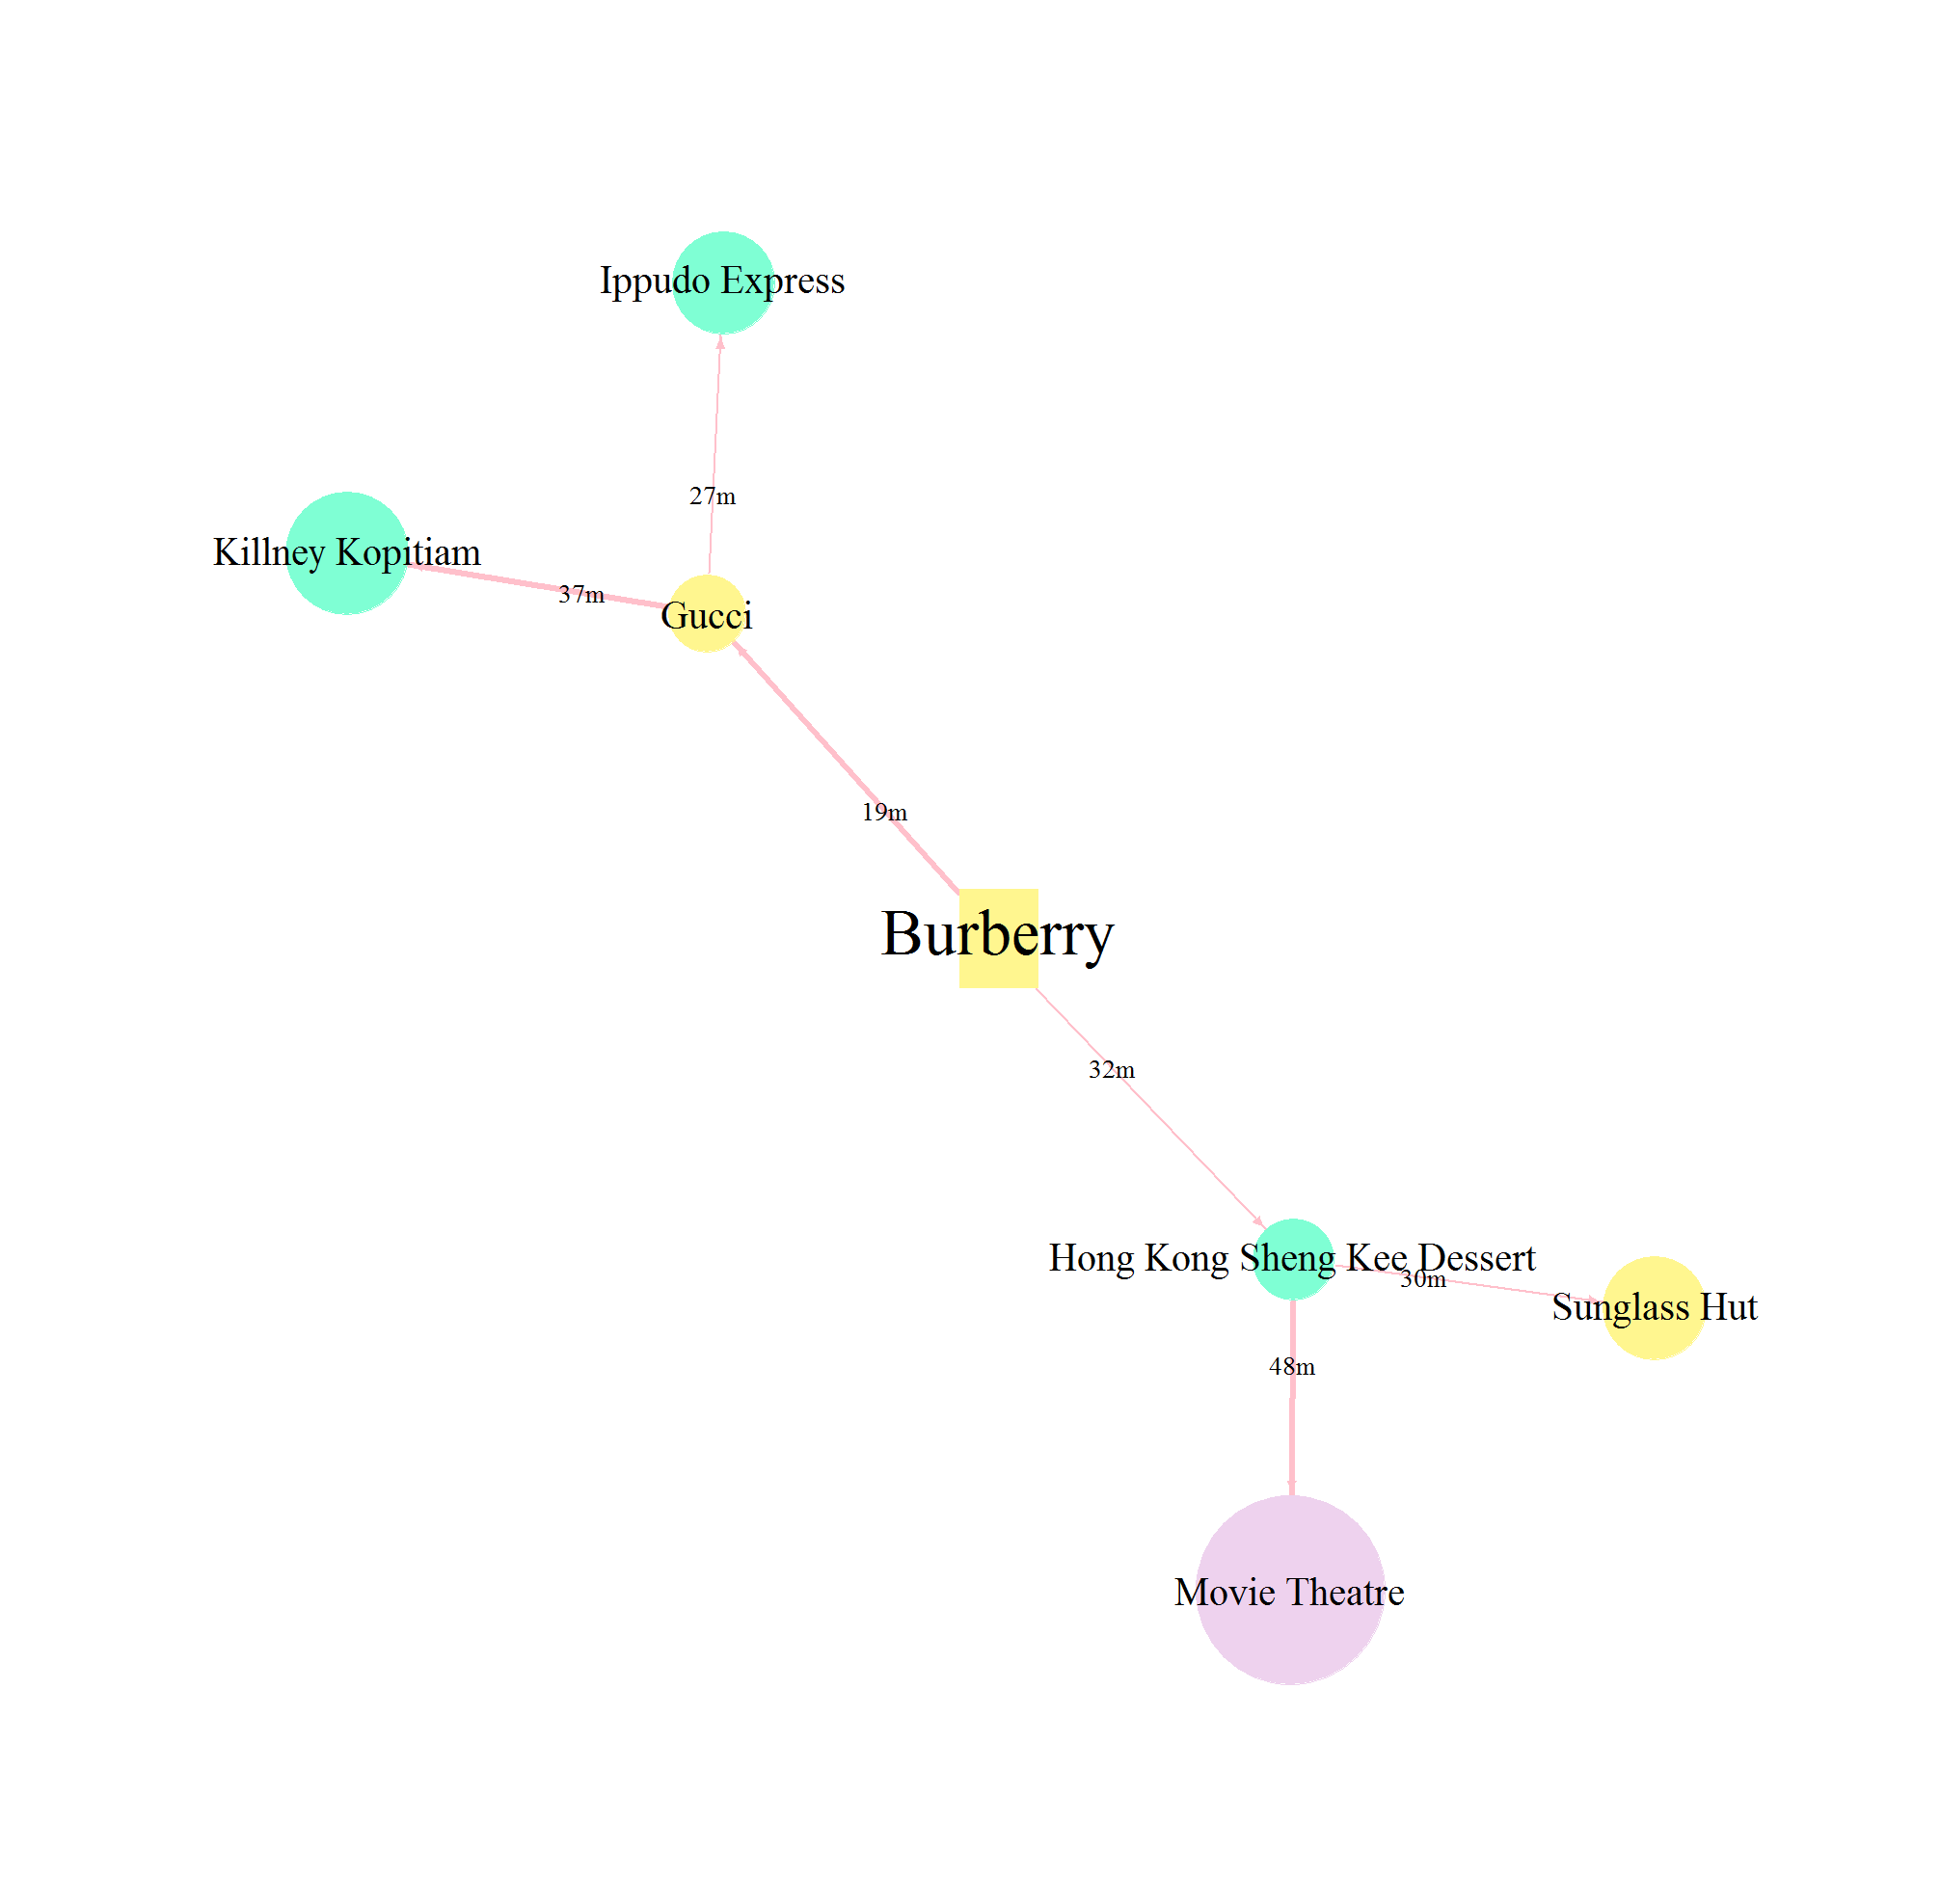 Ippudo Express
27m
Killney Kopitiam
37m
Gucci
19m
Burberry
32m
Hong Kong Sheng Kee Dessert
30m
Sunglass Hut
48m
Movie Theatre